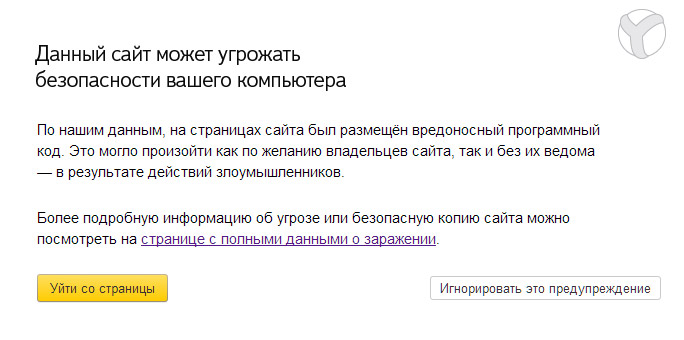 Данный сайт может угрожать
безопасности вашего компьютера
По нашим данным, на страницах сайта был размещён вредоносный программный
код. Это могло произойти как по желанию владельцев сайта, так и без их ведома
— в результате действий злоумышленников.
Более подробную информацию об угрозе или безопасную копию сайта можно
посмотреть на странице с полными данными о заражении.
Уйти со страницы
Игнорировать это предупреждение